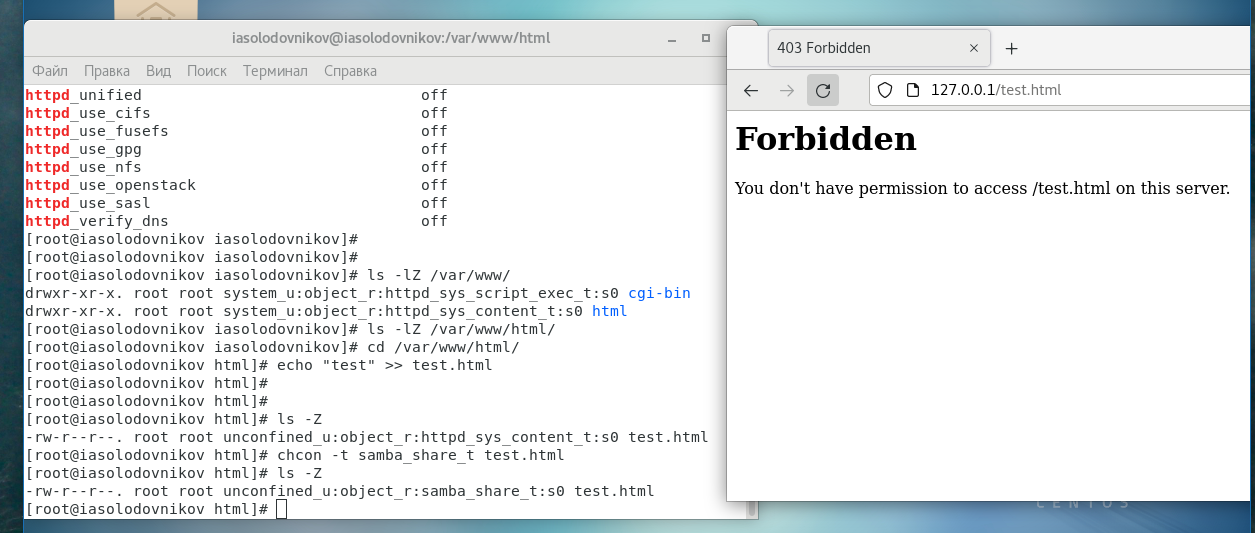 iasolodovnikov@iasolodovnikov:/var/www/html
Файл Правка Вид Поиск Терминал Справка
httpd_unified off
httpd_use_cifs off
httpd_use_fusefs off
httpd_use_gpg off
httpd_use_nfs off
httpd_use_openstack off
httpd_use_sasl off
httpd_verify_dns off
[root@iasolodovnikov iasolodovnikov]#
[root@iasolodovnikov iasolodovnikov]#
[root@iasolodovnikov iasolodovnikov]# ls -lZ /var/www/
drwxr-xr-x. root root system_u:object_r:httpd_sys_script_exec_t:s0 cgi-bin
drwxr-xr-x. root root system_u:object_r:httpd_sys_content_t:s0 html
[root@iasolodovnikov iasolodovnikov]# ls -lZ /var/www/html/
[root@iasolodovnikov iasolodovnikov]# cd /var/www/html/
[root@iasolodovnikov html]# echo "test" >> test.html
[root@iasolodovnikov html]#
[root@iasolodovnikov html]#
[root@iasolodovnikov html]# ls -Z
-rw-r--r--. root root unconfined_u:object_r:httpd_sys_content_t:s0 test.html
[root@iasolodovnikov html]# chcon -t samba_share_t test.html
[root@iasolodovnikov html]# ls -Z
-rw-r--r--. root root unconfined_u:object_r:samba_share_t:s0 test.html
[root@iasolodovnikov html]#
403 Forbidden
127.0.0.1/test.html
Forbidden
You don't have permission to access /test.html on this server.
CENTOS